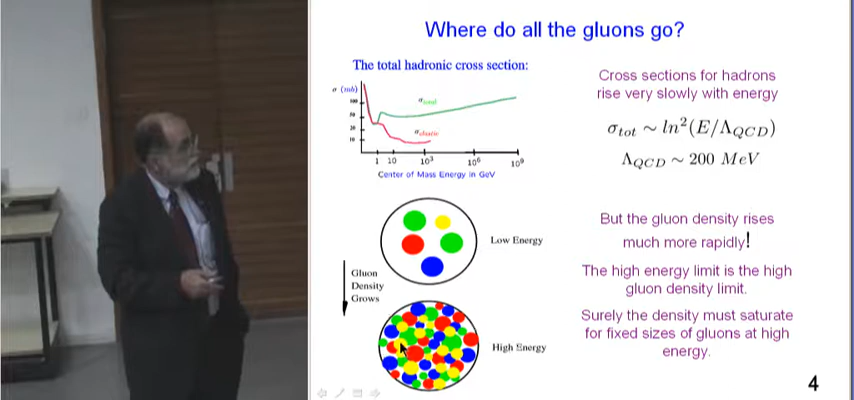 Where do all the gluons go?
The total hadronic cross section:
σ (mb)
σ total
σ elastic
1 10 10³ 10⁶ 10⁹
Center of Mass Energy in GeV
Cross sections for hadrons
rise very slowly with energy
σtot ∼ ln²(E/ΛQCD)
ΛQCD ∼ 200 MeV
Low Energy
Gluon
Density
Grows
High Energy
But the gluon density rises
much more rapidly!
The high energy limit is the high
gluon density limit.
Surely the density must saturate
for fixed sizes of gluons at high
energy.
4